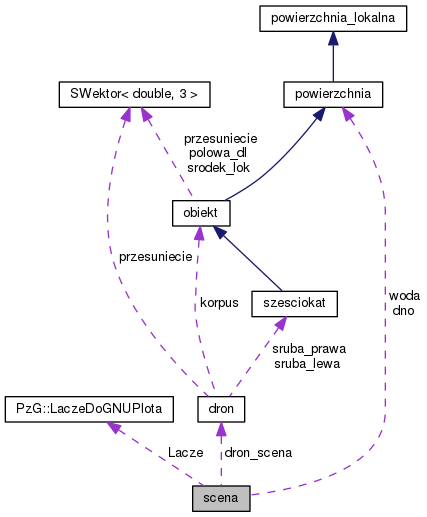 powierzchnia_lokalna
SWektor< double, 3 >
powierzchnia
przesuniecie
polowa_dl
srodek_lok
obiekt
przesuniecie
korpus
szesciokat
woda
dno
sruba_prawa
sruba_lewa
PzG::LaczeDoGNUPlota
dron
Lacze
dron_scena
scena